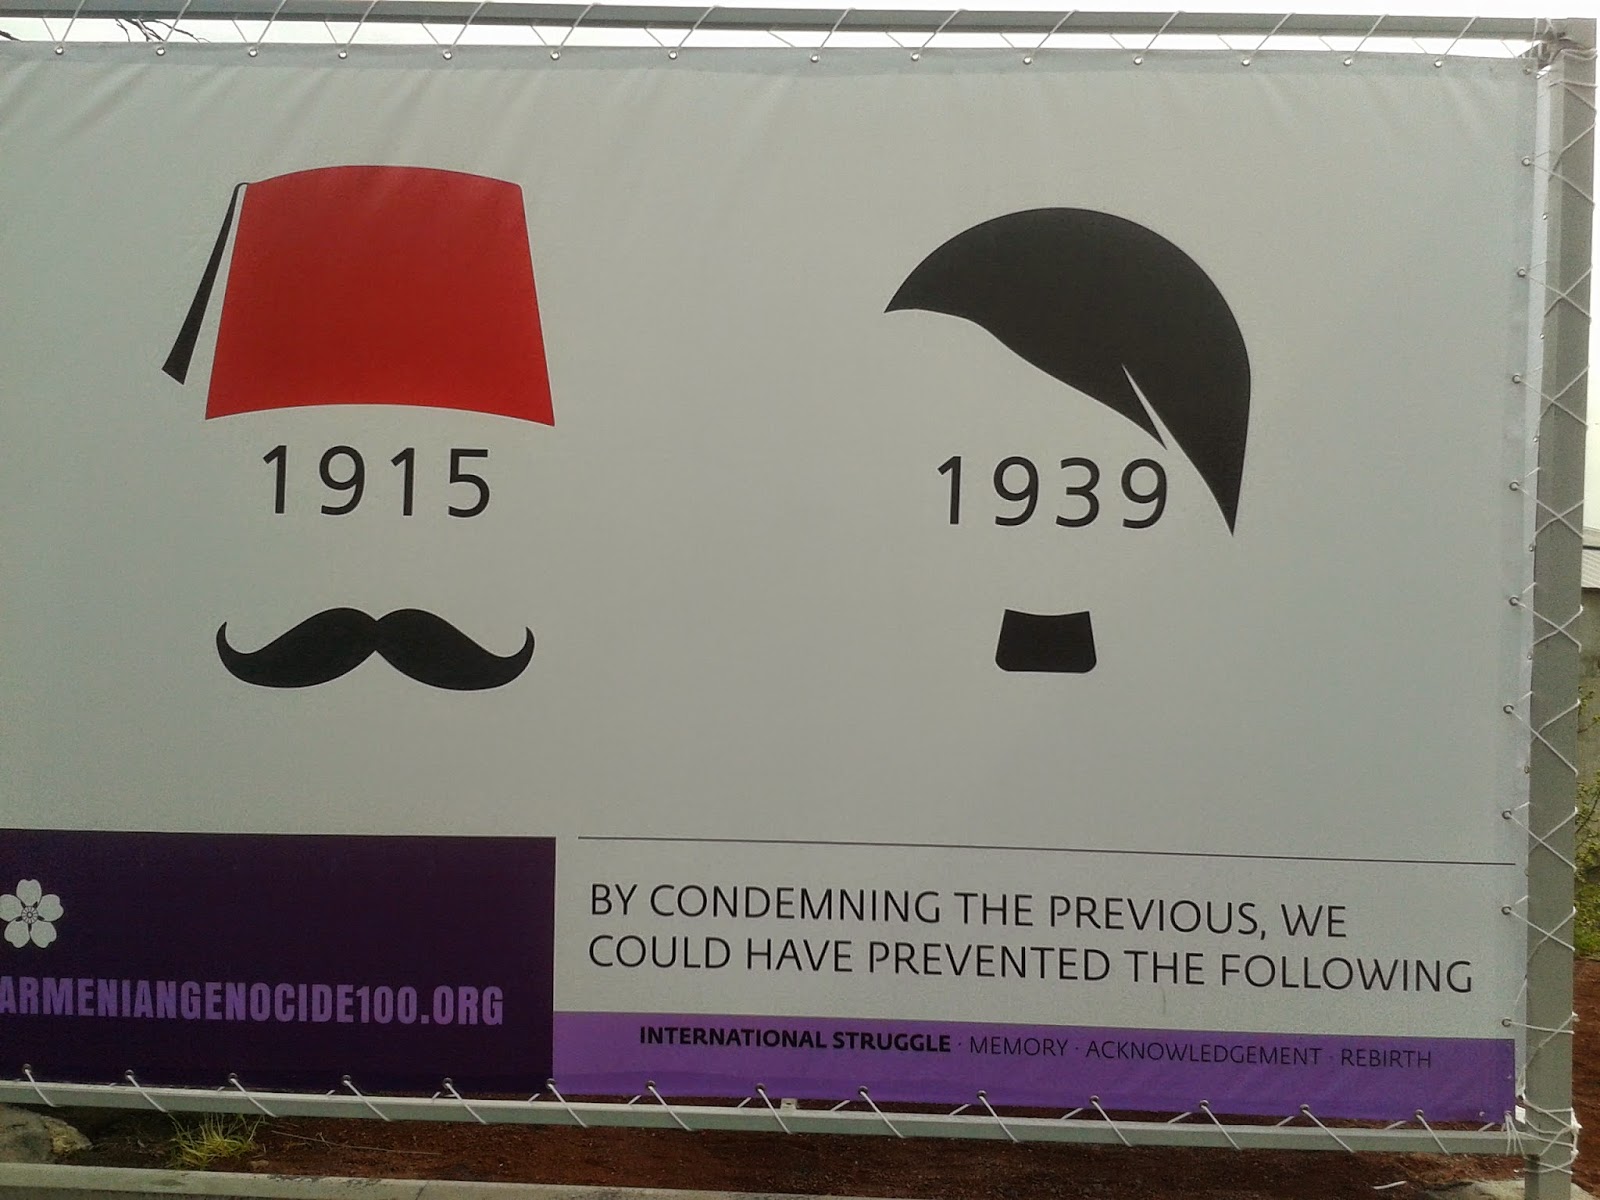 1915
1939
BY CONDEMNING THE PREVIOUS, WE
COULD HAVE PREVENTED THE FOLLOWING
ARMENIANGENOCIDE100.ORG
INTERNATIONAL STRUGGLE · MEMORY · ACKNOWLEDGEMENT · REBIRTH